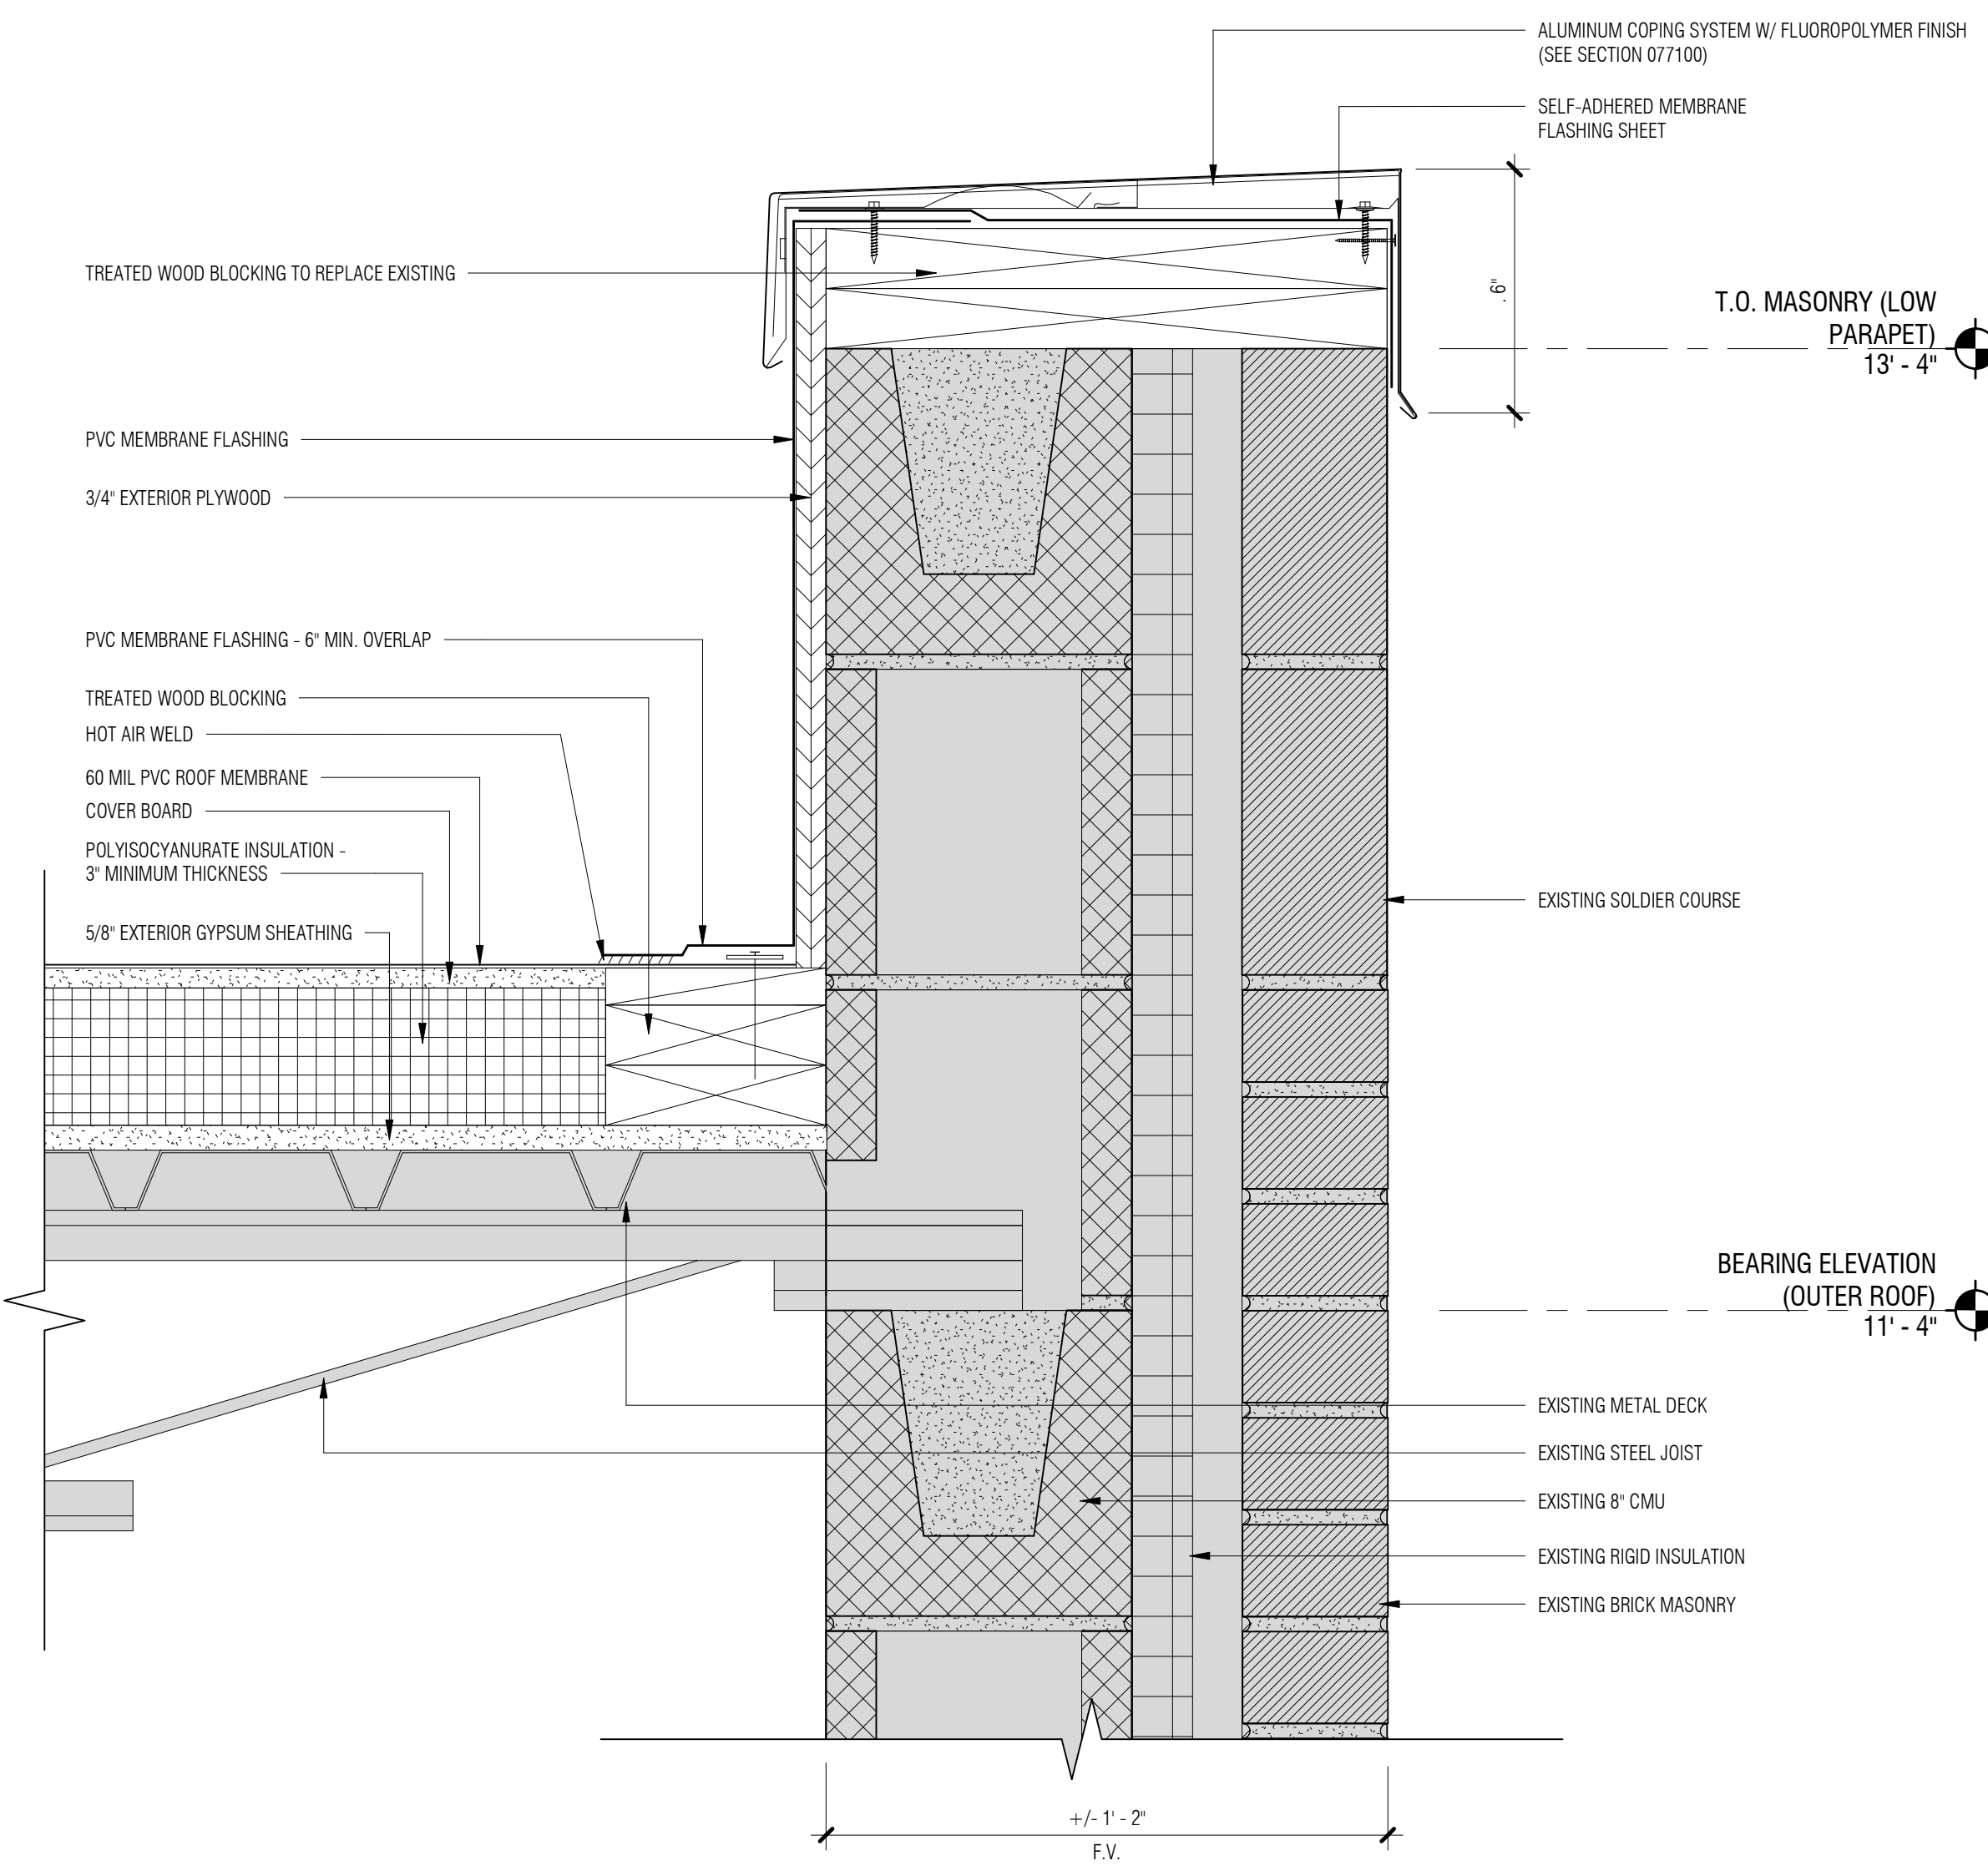 ALUMINUM COPING SYSTEM W/ FLUOROPOLYMER FINISH
(SEE SECTION 077100)
SELF-ADHERED MEMBRANE
FLASHING SHEET
TREATED WOOD BLOCKING TO REPLACE EXISTING
. 6"
T.O. MASONRY (LOW
PARAPET)
13' - 4"
PVC MEMBRANE FLASHING
3/4" EXTERIOR PLYWOOD
PVC MEMBRANE FLASHING - 6" MIN. OVERLAP
TREATED WOOD BLOCKING
HOT AIR WELD
60 MIL PVC ROOF MEMBRANE
COVER BOARD
POLYISOCYANURATE INSULATION -
3" MINIMUM THICKNESS
5/8" EXTERIOR GYPSUM SHEATHING
EXISTING SOLDIER COURSE
BEARING ELEVATION
(OUTER ROOF)
11' - 4"
EXISTING METAL DECK
EXISTING STEEL JOIST
EXISTING 8" CMU
EXISTING RIGID INSULATION
EXISTING BRICK MASONRY
+/- 1' - 2"
F.V.